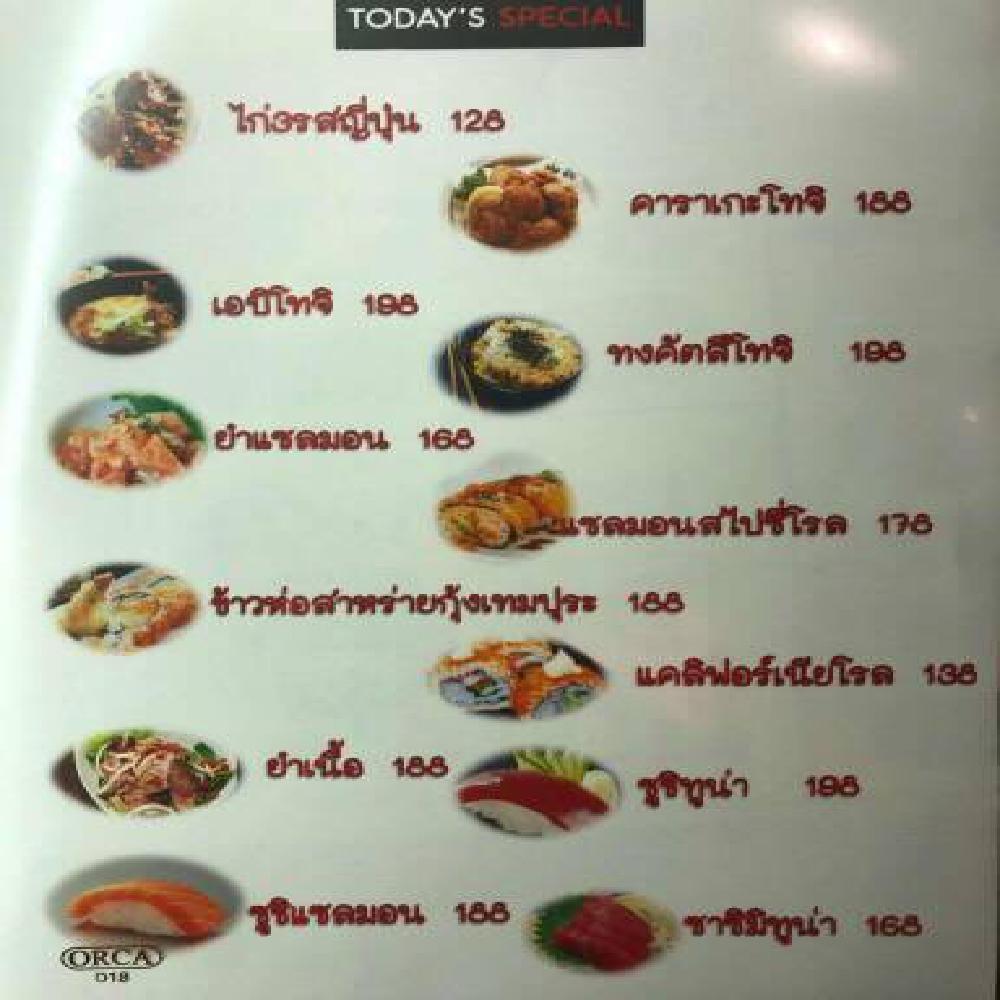 TODAY'S SPECIAL
ไก่3รสญี่ปุ่น 128
คาราเกะโทจิ 188
เอบิโทจิ 198
ทงคัตสึโทจิ 198
ยำแซลมอน 168
แซลมอนสไปซี่โรล 178
ข้าวห่อสาหร่ายกุ้งเทมปุระ 188
แคลิฟอร์เนียโรล 138
ยำเนื้อ 188
ซูชิทูน่า 198
ซูชิแซลมอน 188
ซาซิมิทูน่า 168
ORCA
D18